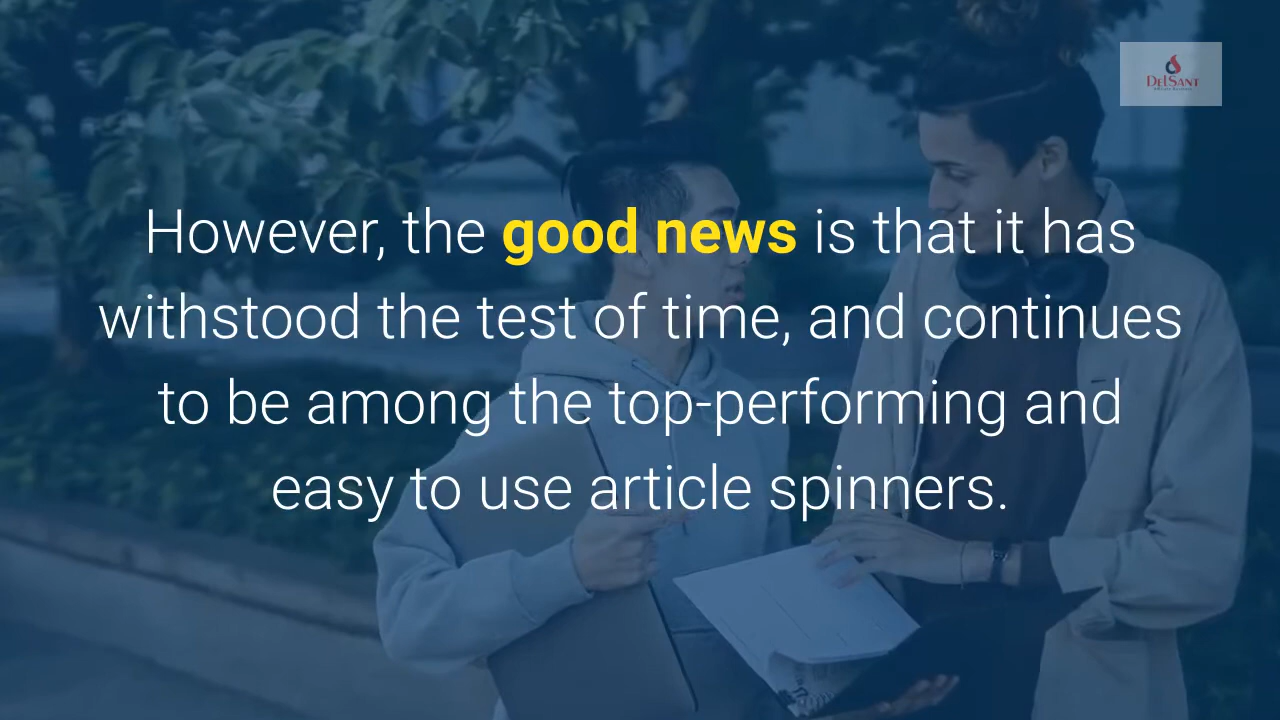 DelSant
However, the good news is that it has
withstood the test of time, and continues
to be among the top-performing and
easy to use article spinners.